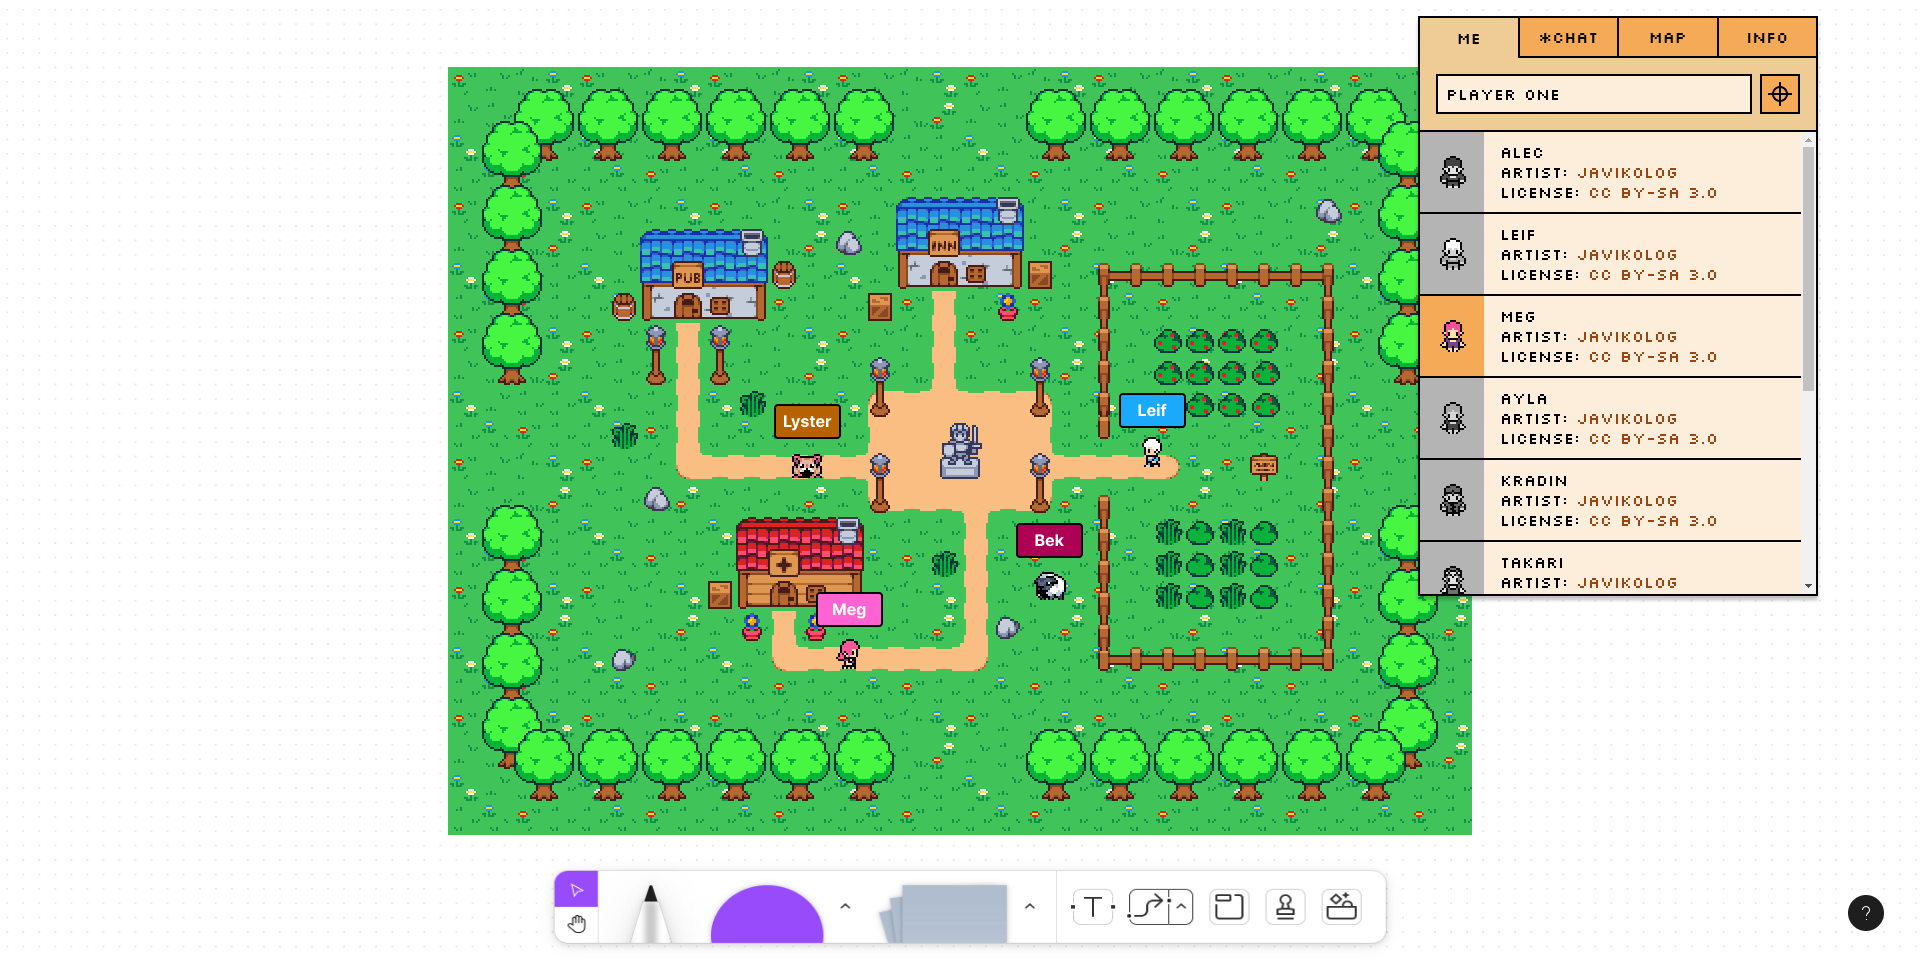 ME
*CHAT
MAP
INFO
PLAYER ONE
ALEC
ARTIST: JAVIKOLOG
LICENSE: CC BY-SA 3.0
LEIF
ARTIST: JAVIKOLOG
LICENSE: CC BY-SA 3.0
MEG
ARTIST: JAVIKOLOG
LICENSE: CC BY-SA 3.0
AYLA
ARTIST: JAVIKOLOG
LICENSE: CC BY-SA 3.0
KRADIN
ARTIST: JAVIKOLOG
LICENSE: CC BY-SA 3.0
TAKARI
ARTIST: JAVIKOLOG
INN
PUB
Lyster
Leif
Bek
Meg
T
?